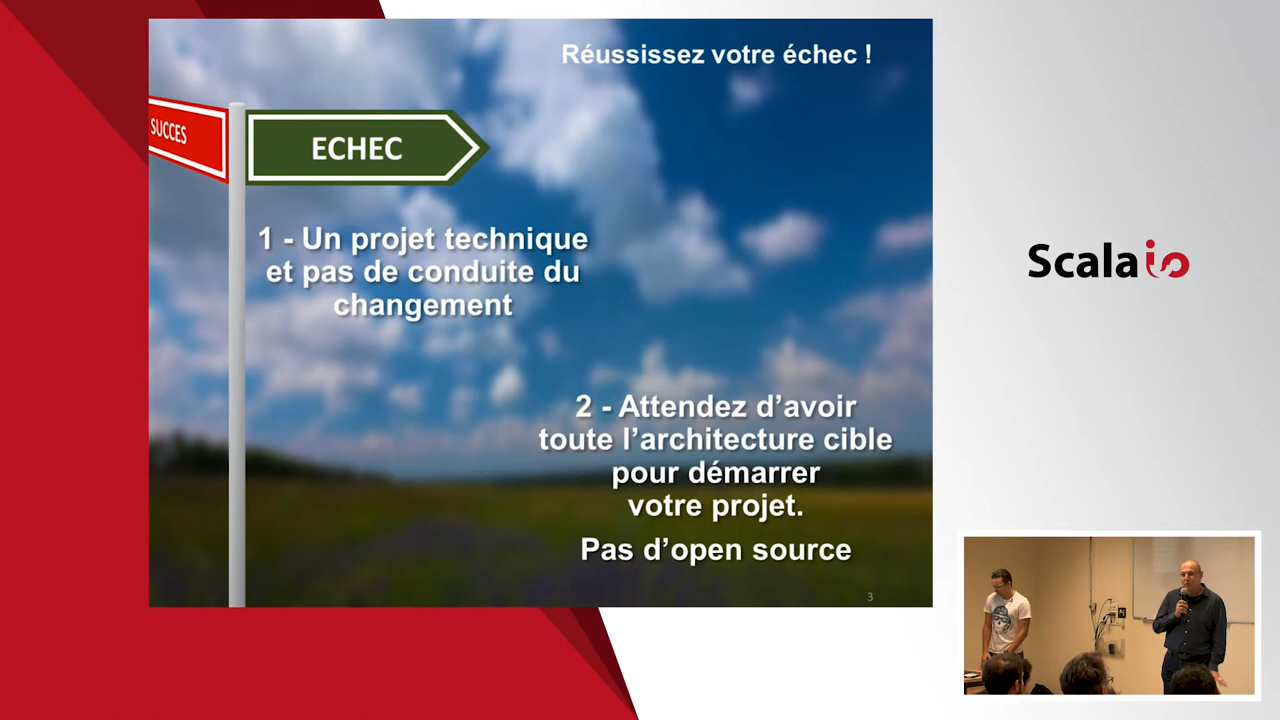 Réussissez votre échec !
SUCCES
ECHEC
1 - Un projet technique
et pas de conduite du
changement
2 - Attendez d’avoir
toute l’architecture cible
pour démarrer
votre projet.
Pas d’open source
3
Scala io